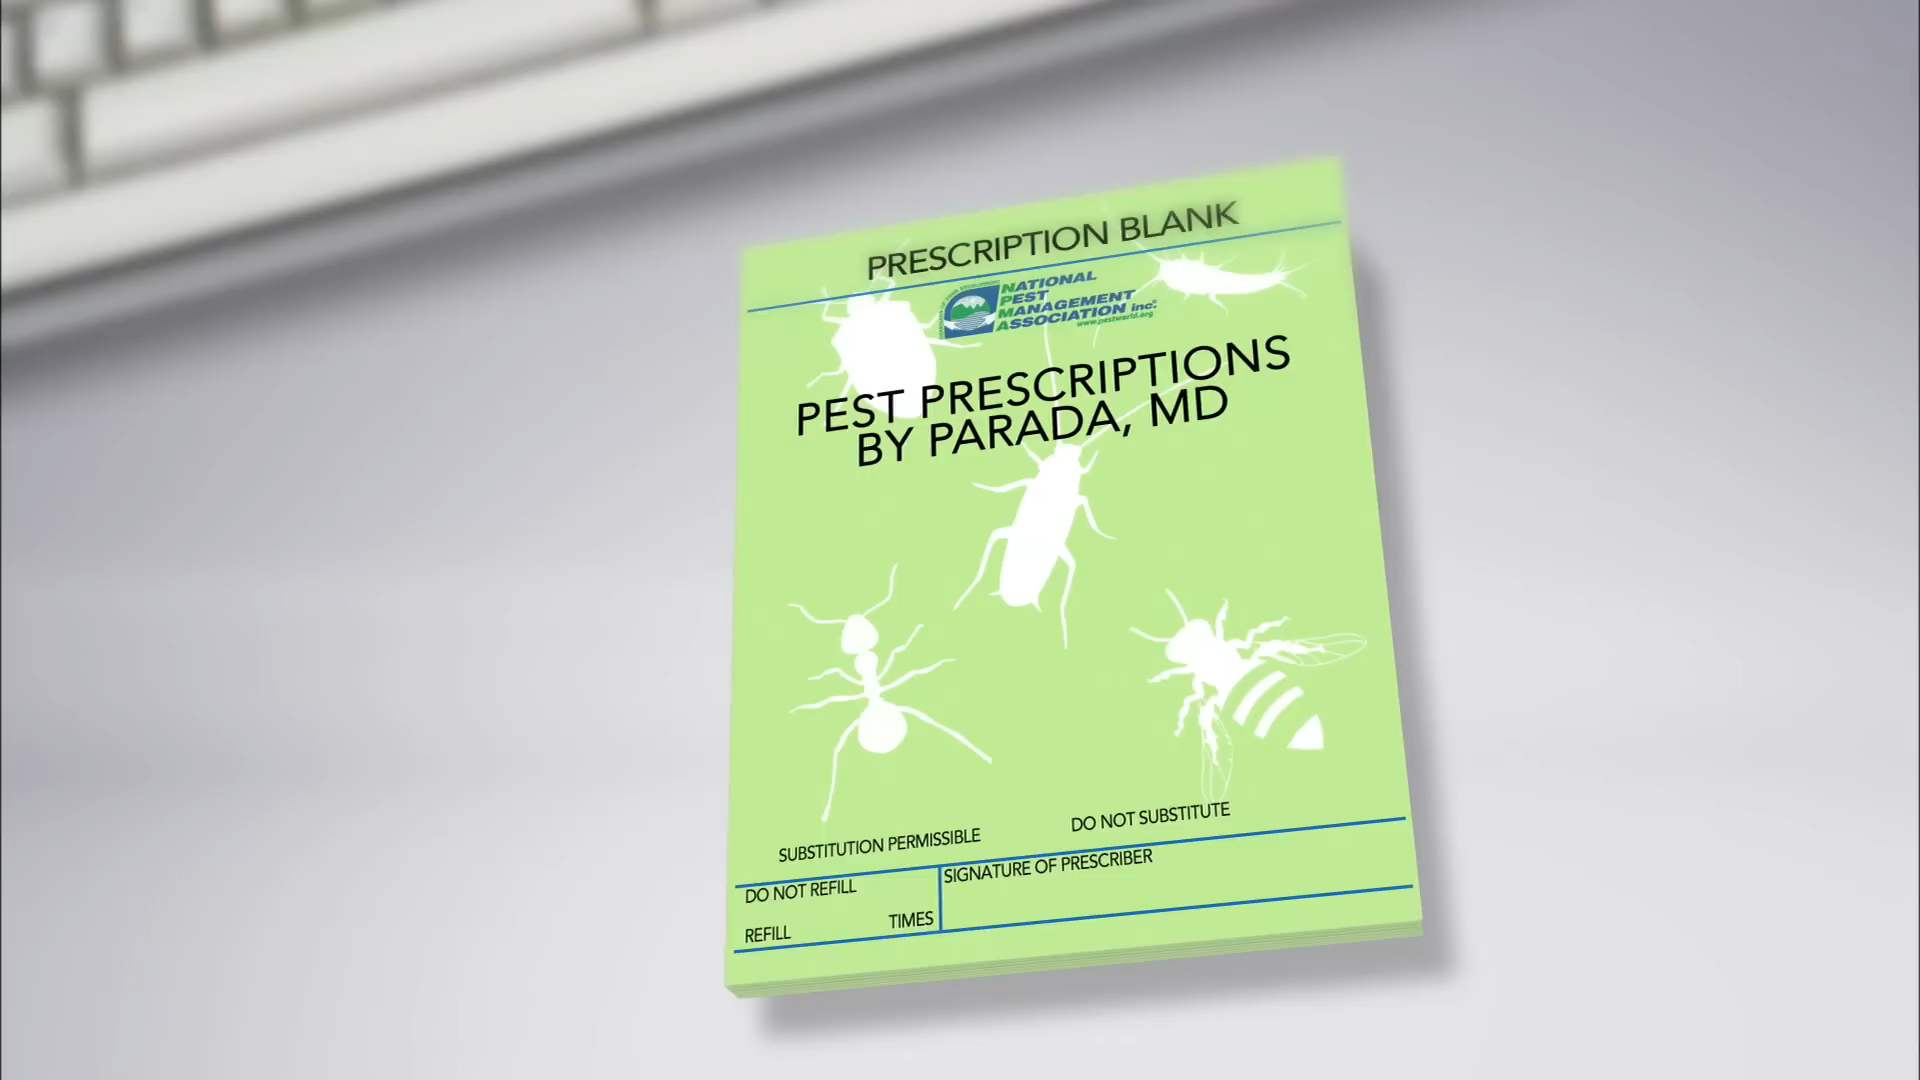 PRESCRIPTION BLANK
NATIONAL
PEST
MANAGEMENT
ASSOCIATION inc.®
www.pestworld.org
PEST PRESCRIPTIONS
BY PARADA, MD
SUBSTITUTION PERMISSIBLE
DO NOT SUBSTITUTE
DO NOT REFILL
SIGNATURE OF PRESCRIBER
REFILL TIMES